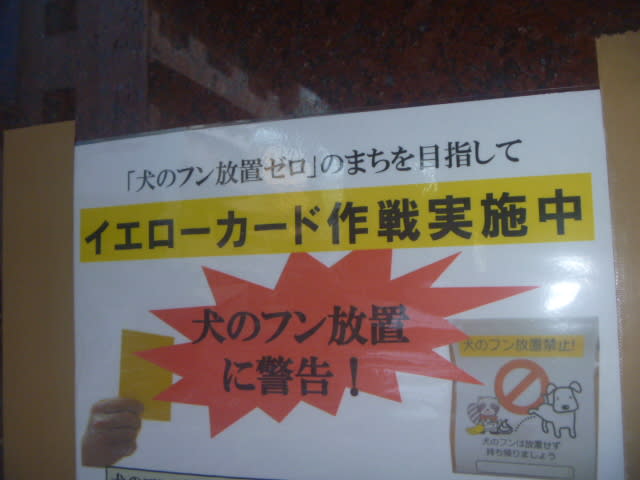 「犬のフン放置ゼロ」のまちを目指して
イエローカード作戦実施中
犬のフン放置
に警告!
犬のフン放置禁止!
犬のフンは放置せず
持ち帰りましょう